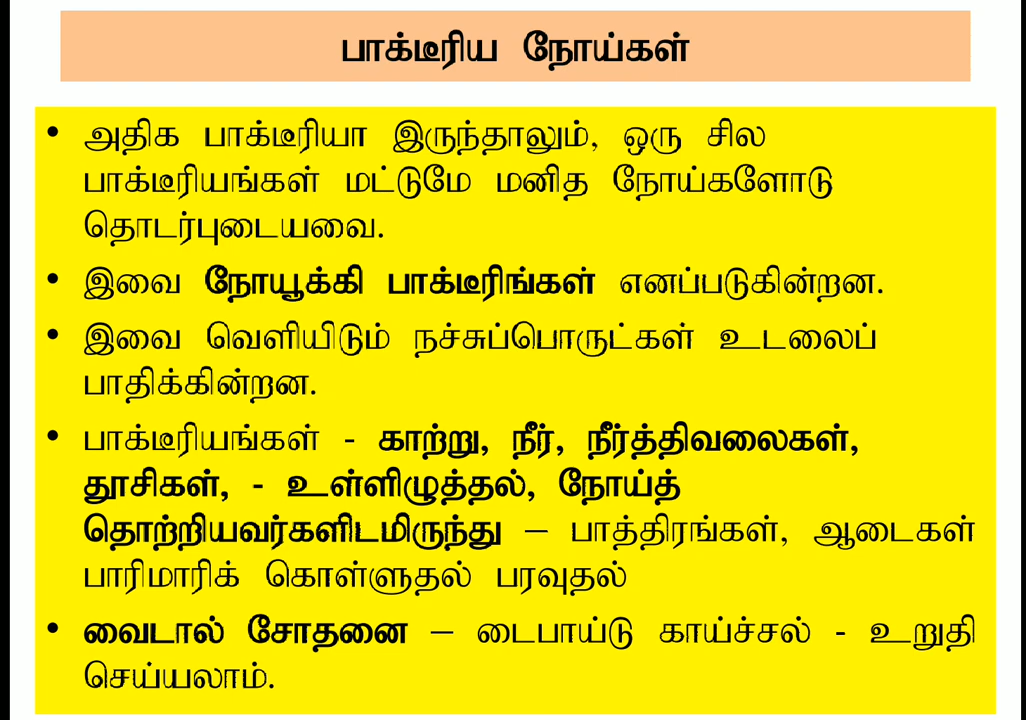 பாக்டீரிய நோய்கள்
• அதிக பாக்டீரியா இருந்தாலும், ஒரு சில
பாக்டீரியங்கள் மட்டுமே மனித நோய்களோடு
தொடர்புடையவை.
• இவை நோயூக்கி பாக்டீரிங்கள் எனப்படுகின்றன.
• இவை வெளியிடும் நச்சுப்பொருட்கள் உடலைப்
பாதிக்கின்றன.
• பாக்டீரியங்கள் - காற்று, நீர், நீர்த்திவலைகள்,
தூசிகள், - உள்ளிழுத்தல், நோய்த்
தொற்றியவர்களிடமிருந்து – பாத்திரங்கள், ஆடைகள்
பாரிமாரிக் கொள்ளுதல் பரவுதல்
• வைடால் சோதனை – டைபாய்டு காய்ச்சல் - உறுதி
செய்யலாம்.